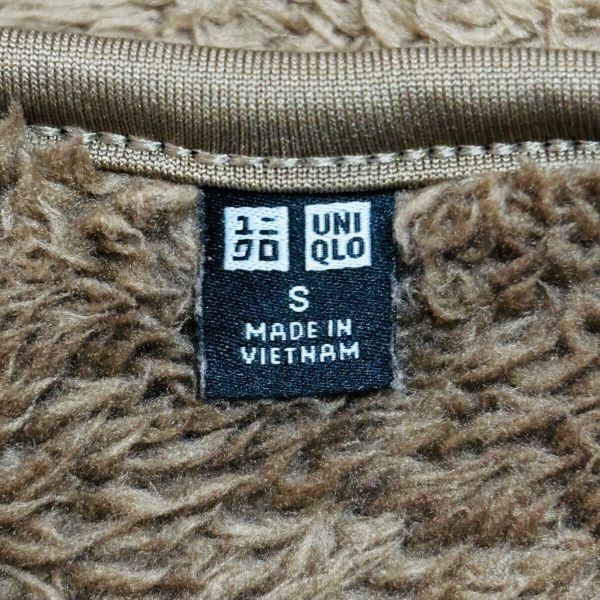 ユニ UNI
クロ QLO
S
MADE IN
VIETNAM